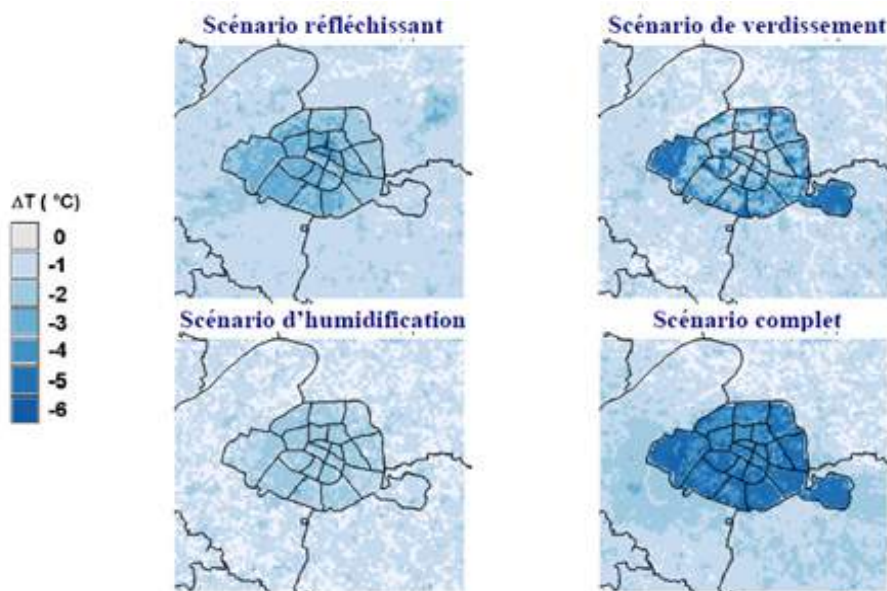 Scénario réfléchissant
Scénario de verdissement
ΔT ( °C)
0
-1
-2
-3
-4
-5
-6
Scénario d’humidification
Scénario complet